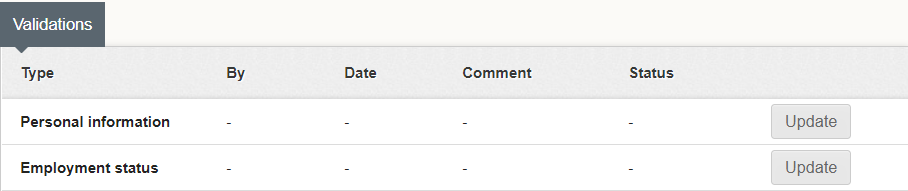 Validations
Type By Date Comment Status
Personal information - - - - Update
Employment status - - - - Update